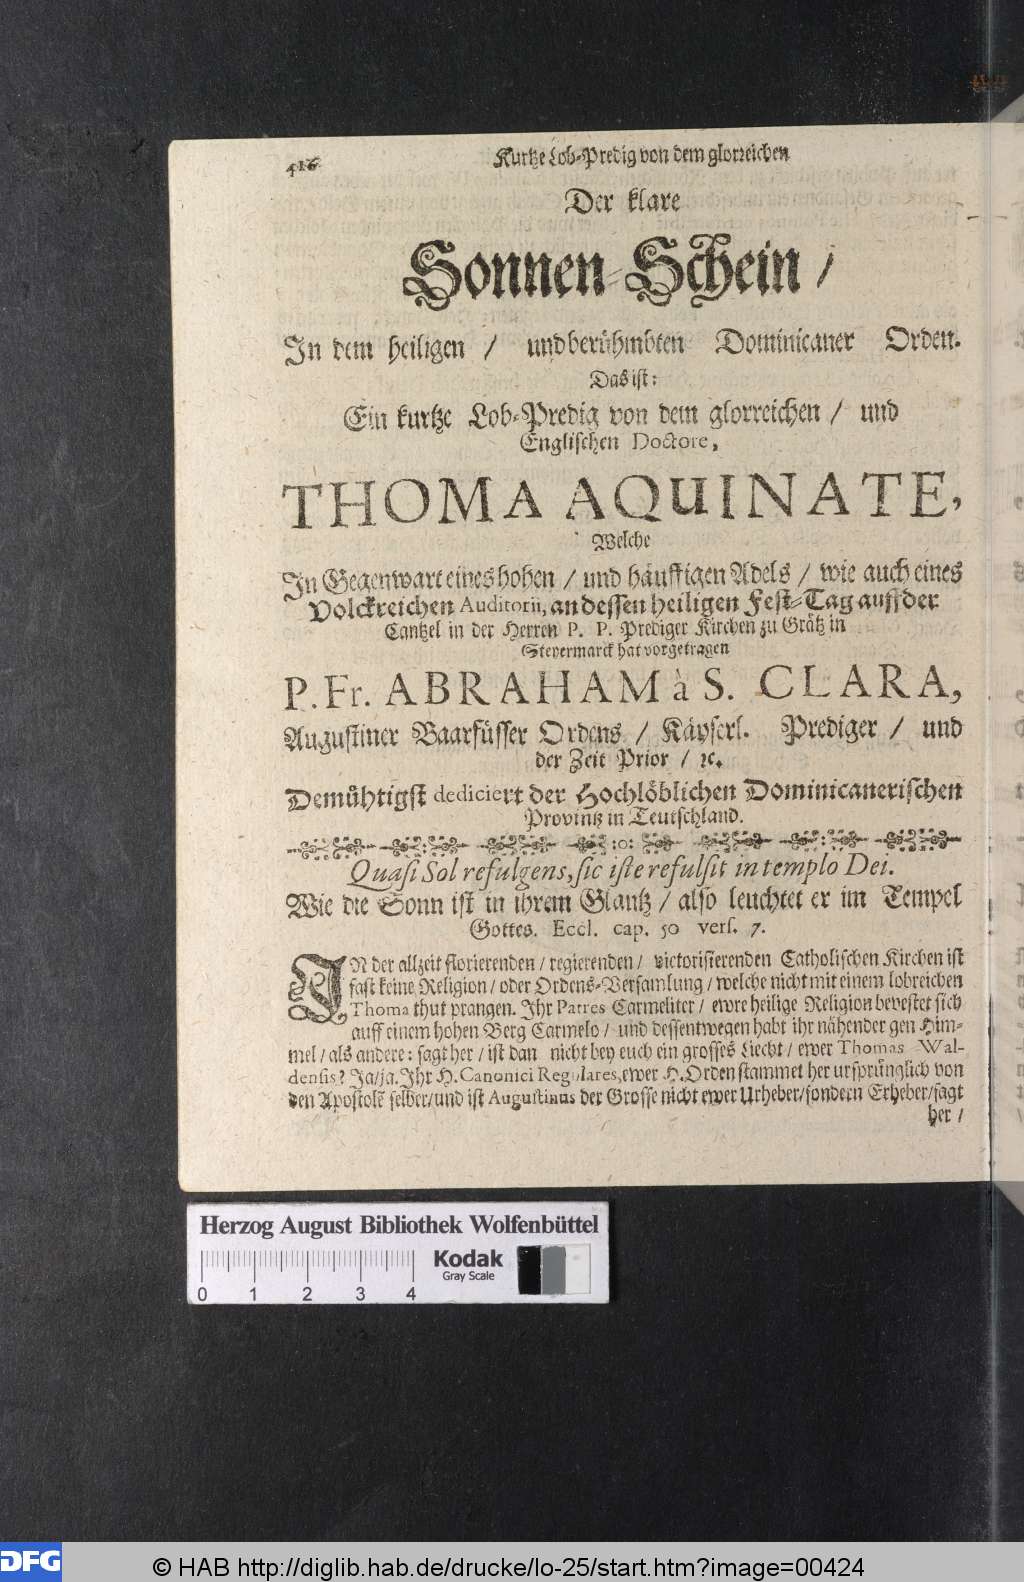 416
Kurtze Lob-Predig von dem glorreichen
Der klare
Sonnen-Schein /
In dem heiligen / und berühmbten Dominicaner Orden.
Das ist:
Ein kurtze Lob-Predig von dem glorreichen / und
Englischen Doctore,
THOMA AQUINATE,
Welche
In Gegenwart eines hohen / und häuffigen Adels / wie auch eines
Volckreichen Auditorii, an dessen heiligen Fest-Tag auff der
Cantzel in der Herren P. P. Prediger Kirchen zu Grätz in
Steyermarck hat vorgetragen
P. Fr. ABRAHAM à S. CLARA,
Augustiner Baarfüsser Ordens / Käyserl. Prediger / und
der Zeit Prior / ꝛc.
Demühtigst dediciert der Hochlöblichen Dominicanerischen
Provintz in Teutschland.
:0:
Quasi Sol refulgens, sic iste refulsit in templo Dei.
Wie die Sonn ist in ihrem Glantz / also leuchtet er im Tempel
Gottes. Eccl. cap. 50 vers. 7.
IN der allzeit florierenden / regierenden / victorisierenden Catholischen Kirchen ist
fast keine Religion / oder Ordens-Versamlung / welche nicht mit einem lobreichen
Thoma thut prangen. Ihr Patres Carmeliter / ewre heilige Religion bevestet sich
auff einem hohen Berg Carmelo / und dessentwegen habt ihr nähender gen Him-
mel / als andere: sagt her / ist dan nicht bey euch ein grosses Liecht / ewer Thomas Wal-
densis? Ja/ja. Ihr H. Canonici Regulares, ewer H. Orden stammet her ursprünglich von
den Apostolẽ selber/und ist Augustinus der Grosse nicht ewer Urheber/sondern Erheber/sagt
her /
Herzog August Bibliothek Wolfenbüttel
Kodak
Gray Scale
0 1 2 3 4
DFG
© HAB http://diglib.hab.de/drucke/lo-25/start.htm?image=00424